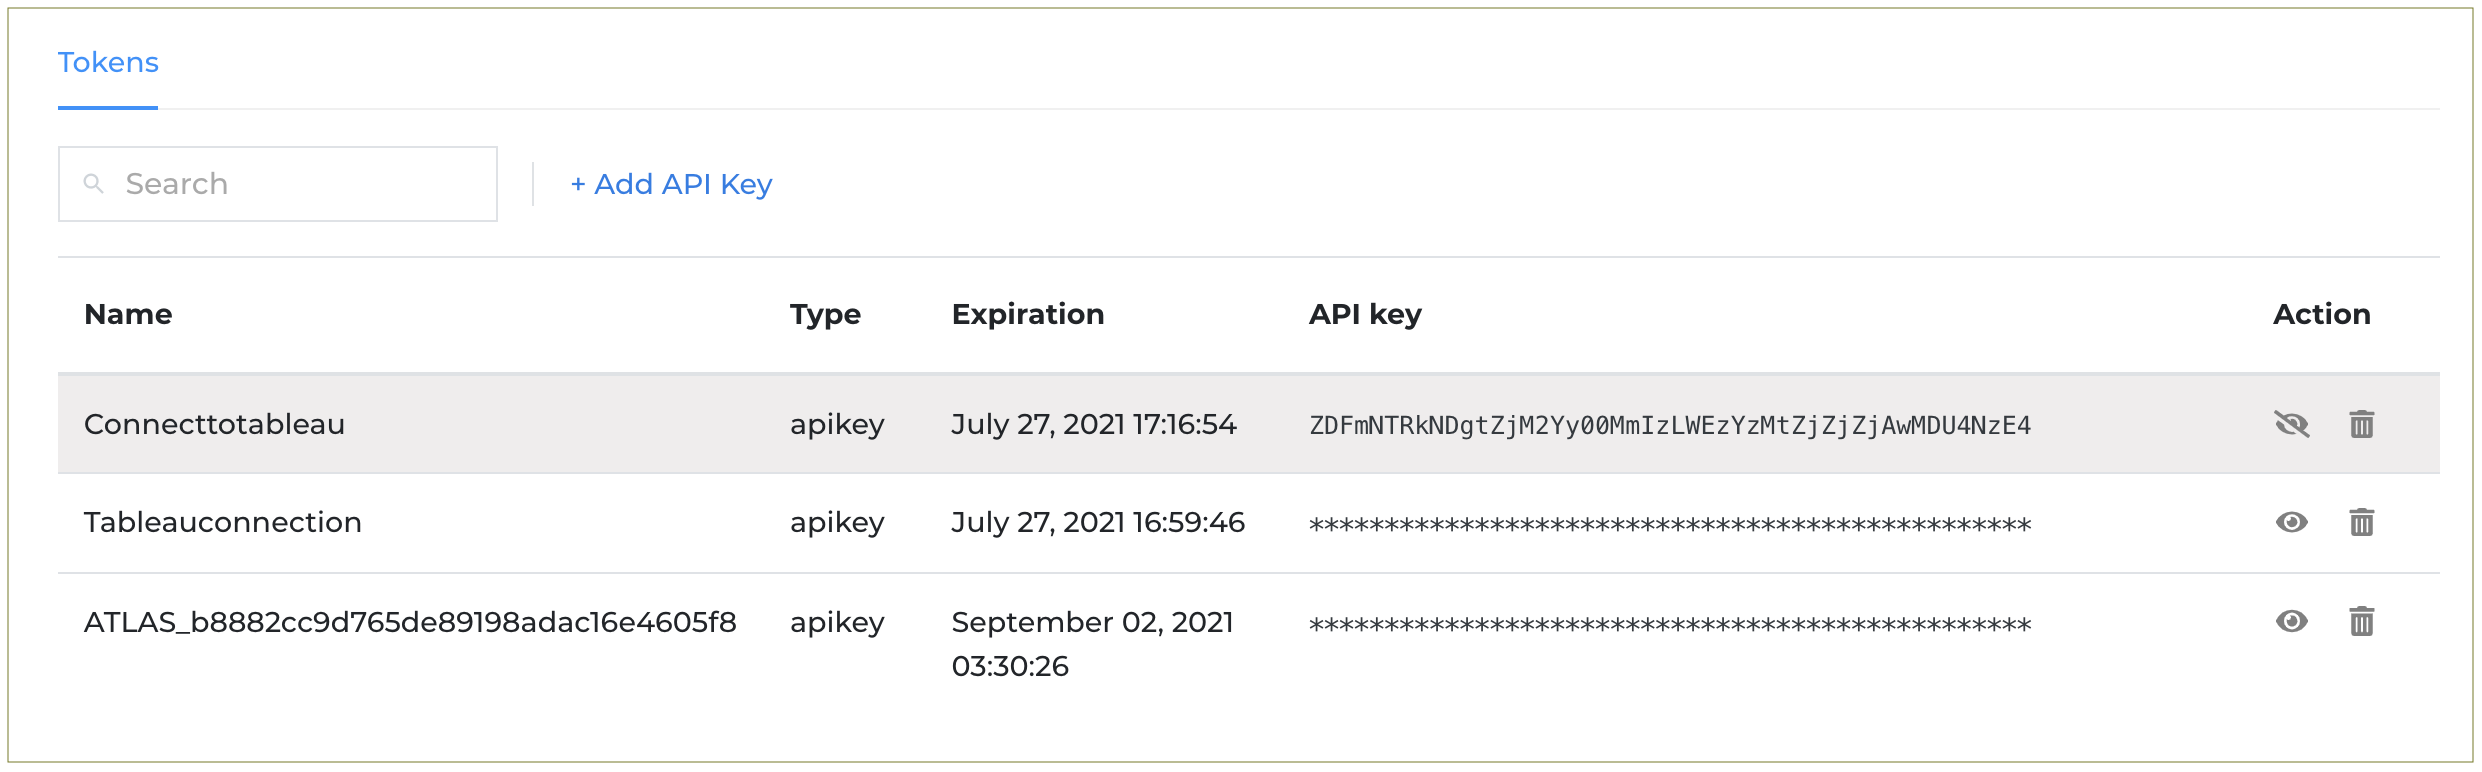 Tokens
Search
+ Add API Key
Name Type Expiration API key Action
Connecttotableau apikey July 27, 2021 17:16:54 ZDFmNTRkNDgtZjM2Yy00MmIzLWEzYzMtZjZjZjAwMDU4NzE4
Tableauconnection apikey July 27, 2021 16:59:46 ************************************************
ATLAS_b8882cc9d765de89198adac16e4605f8 apikey September 02, 2021 ************************************************
03:30:26